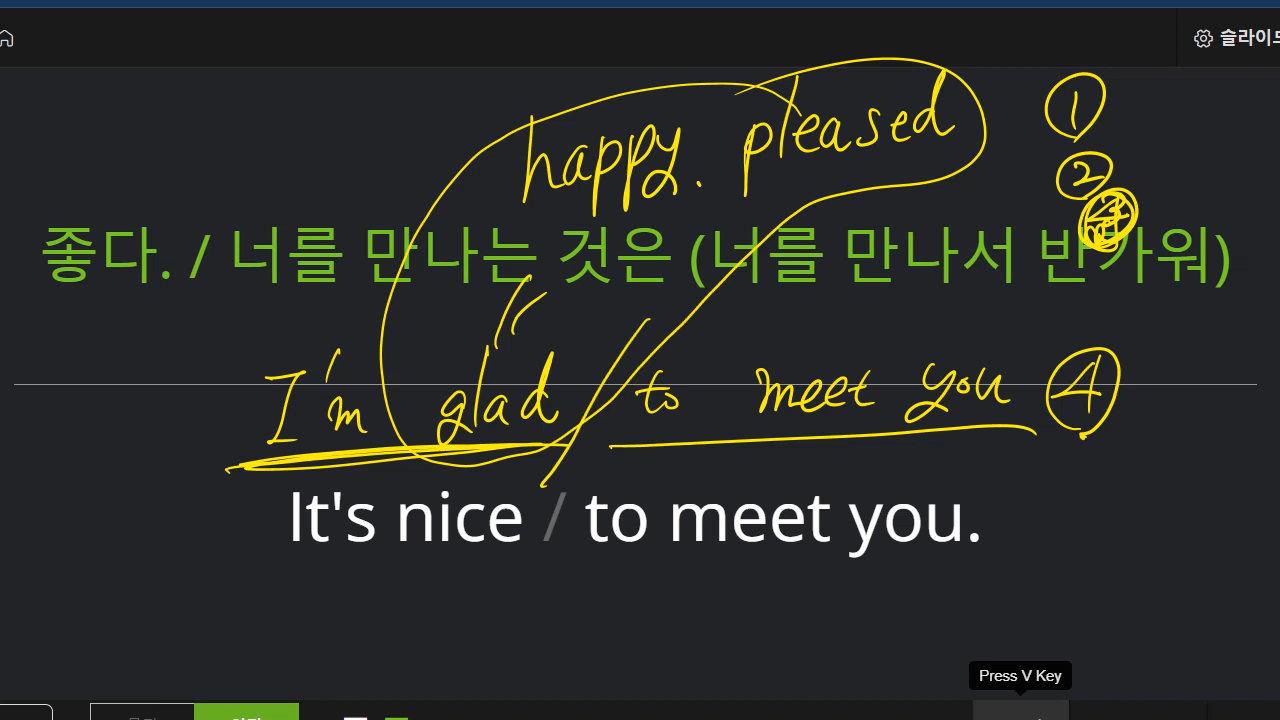 슬라이드
happy. pleased ①
②
좋다. / 너를 만나는 것은 (너를 만나서 반가워)
I'm glad / to meet you ④
It's nice / to meet you.
Press V Key